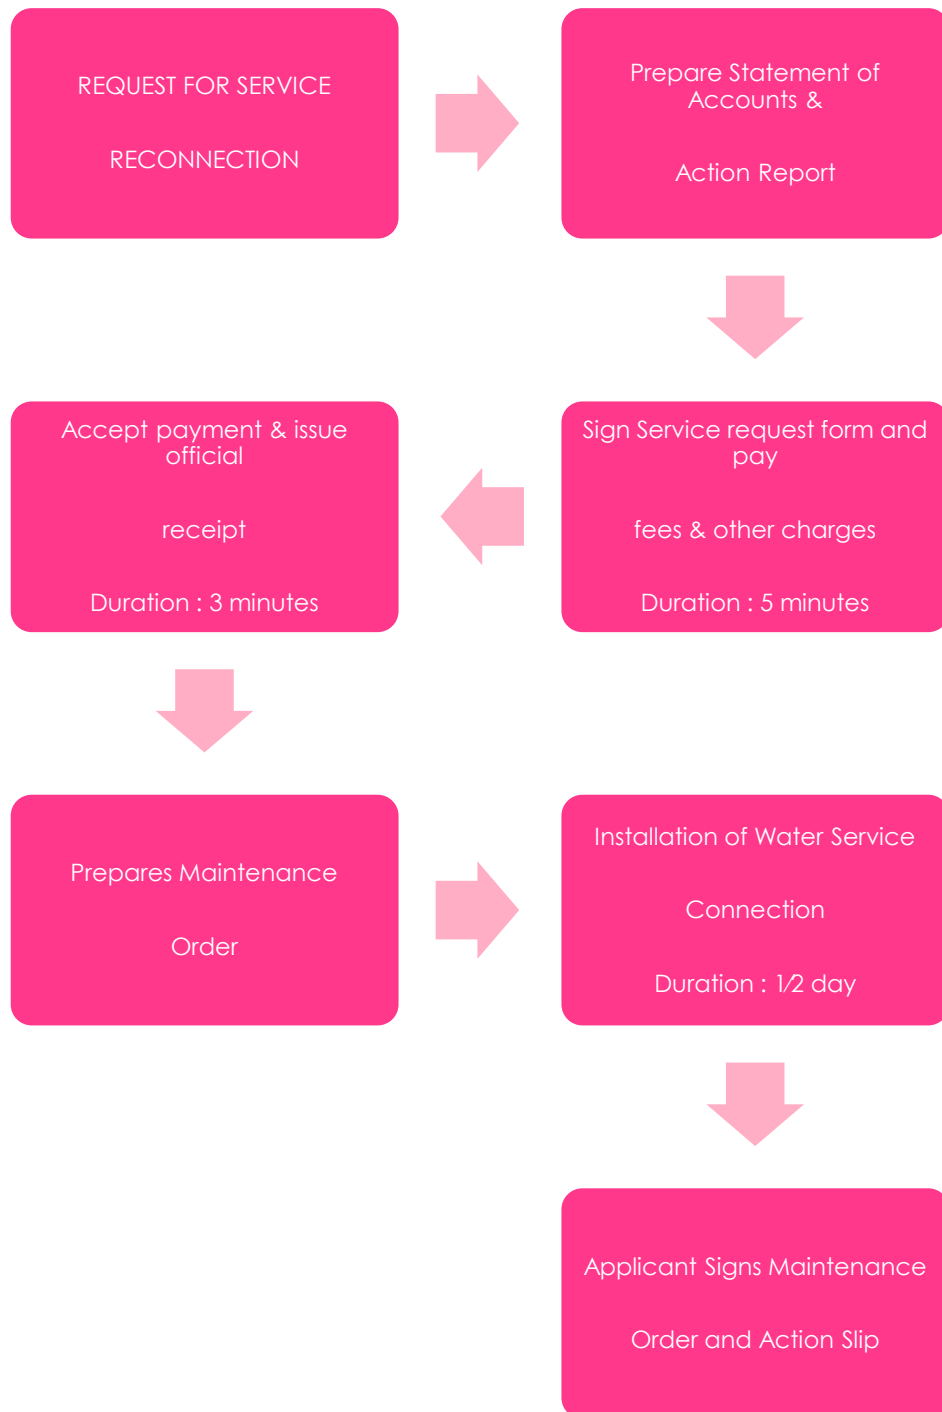 REQUEST FOR SERVICE
RECONNECTION
Prepare Statement of
Accounts &
Action Report
Sign Service request form and
pay
fees & other charges
Duration : 5 minutes
Accept payment & issue
official
receipt
Duration : 3 minutes
Prepares Maintenance
Order
Installation of Water Service
Connection
Duration : 1⁄2 day
Applicant Signs Maintenance
Order and Action Slip